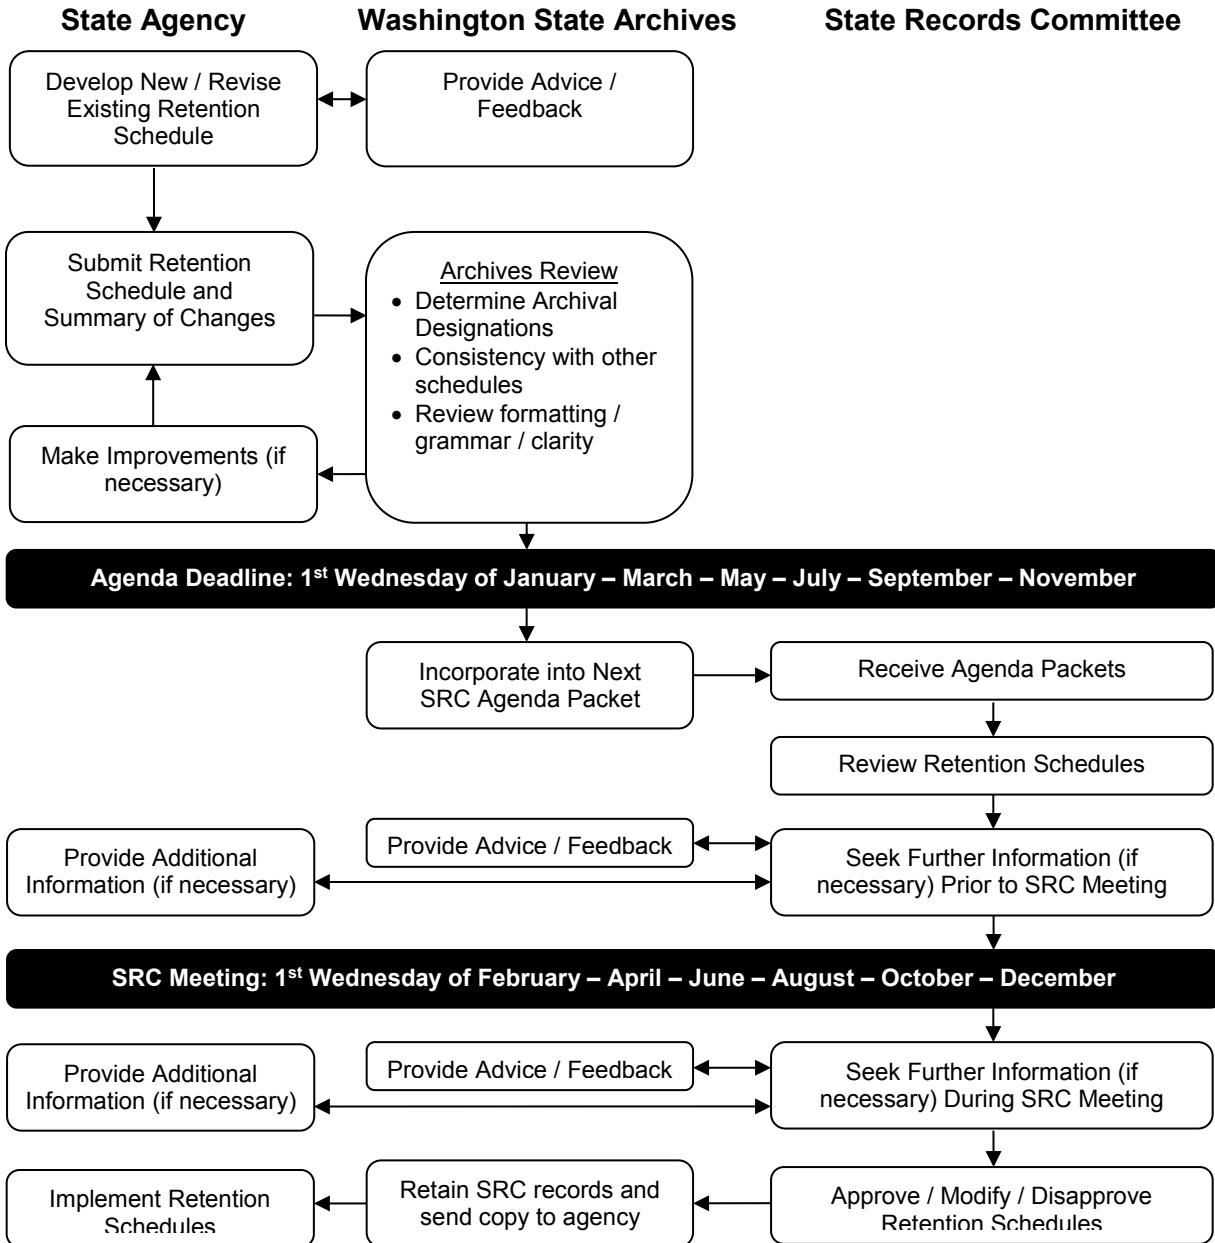 State Agency
Washington State Archives
State Records Committee
Develop New / Revise
Existing Retention
Schedule
Provide Advice /
Feedback
Submit Retention
Schedule and
Summary of Changes
Archives Review
• Determine Archival
Designations
• Consistency with other
schedules
• Review formatting /
grammar / clarity
Make Improvements (if
necessary)
Agenda Deadline: 1st Wednesday of January – March – May – July – September – November
Incorporate into Next
SRC Agenda Packet
Receive Agenda Packets
Review Retention Schedules
Provide Additional
Information (if necessary)
Provide Advice / Feedback
Seek Further Information (if
necessary) Prior to SRC Meeting
SRC Meeting: 1st Wednesday of February – April – June – August – October – December
Provide Additional
Information (if necessary)
Provide Advice / Feedback
Seek Further Information (if
necessary) During SRC Meeting
Implement Retention
Schedules
Retain SRC records and
send copy to agency
Approve / Modify / Disapprove
Retention Schedules